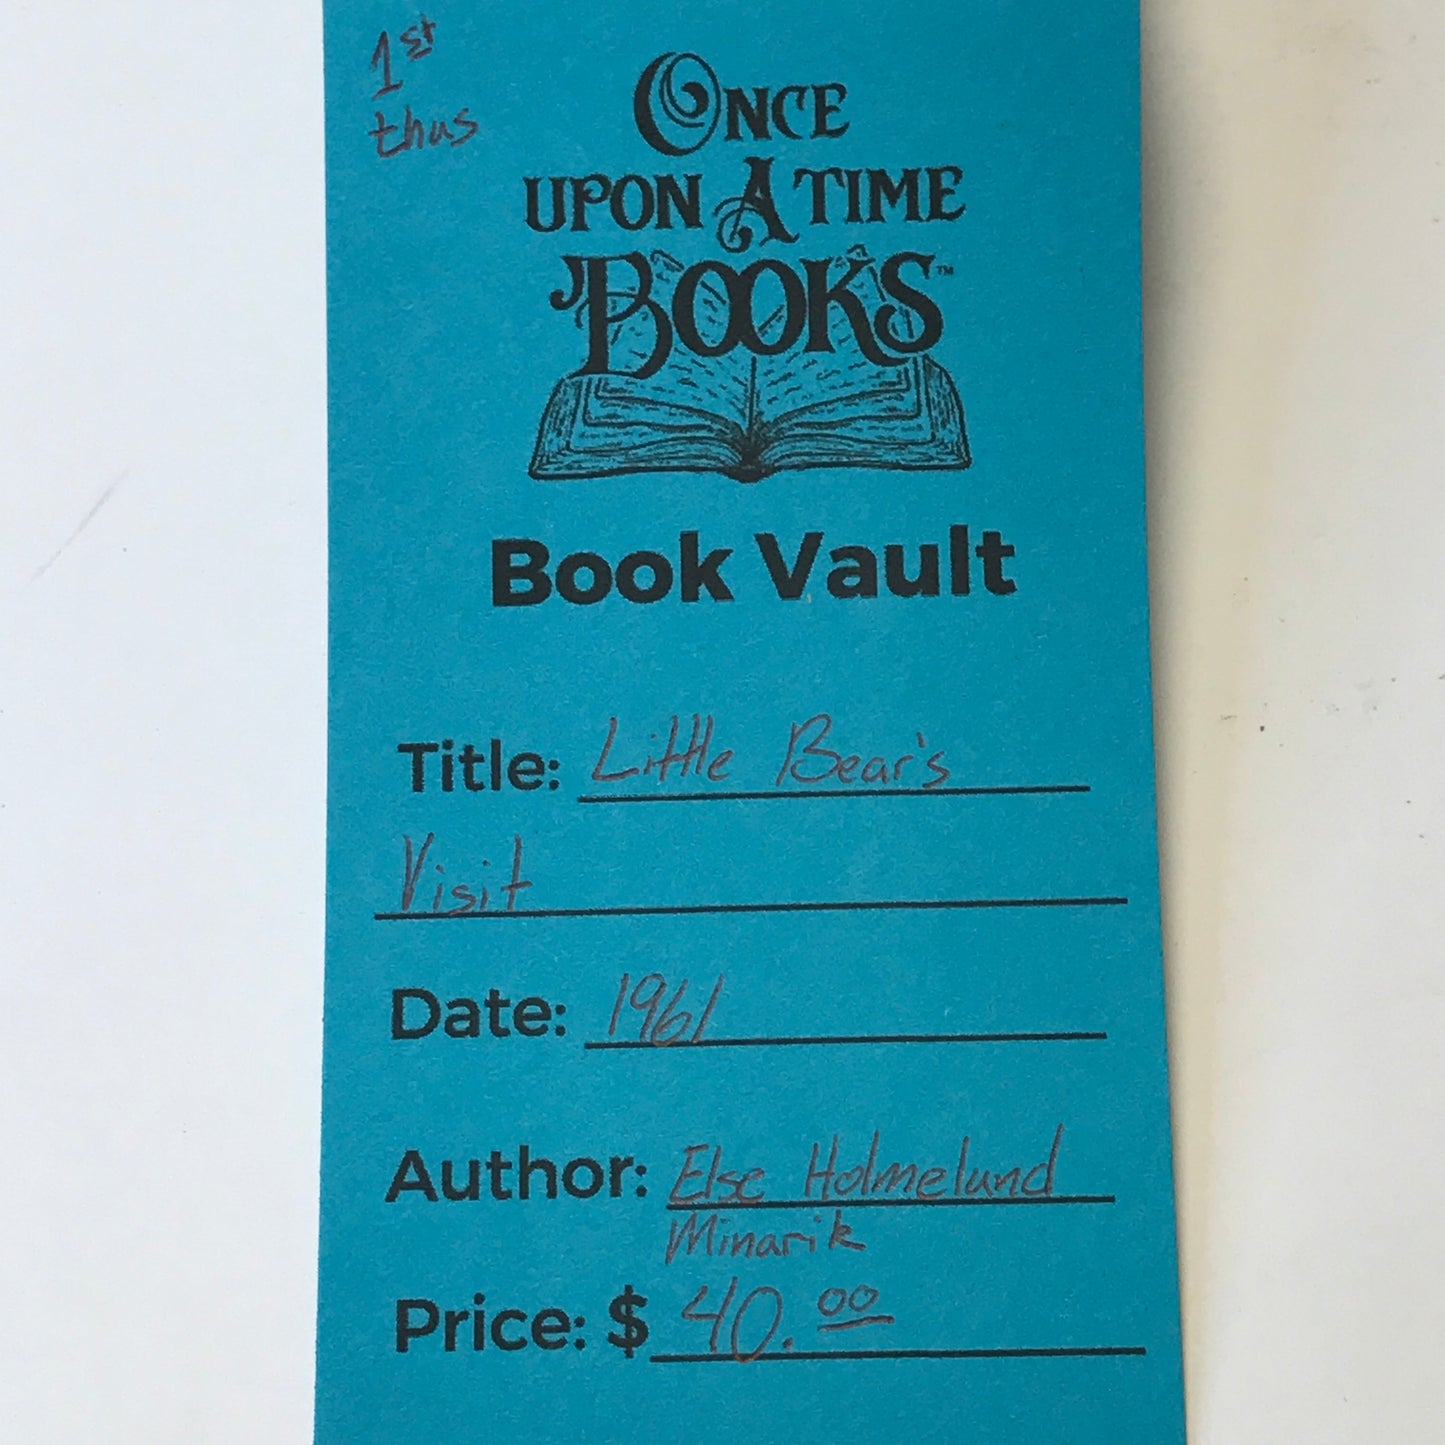 1st
thus
ONCE
UPON A TIME
BOOKS™
Book Vault
Title: Little Bear's
Visit
Date: 1961
Author: Else Holmelund
Minarik
Price: $ 40.00